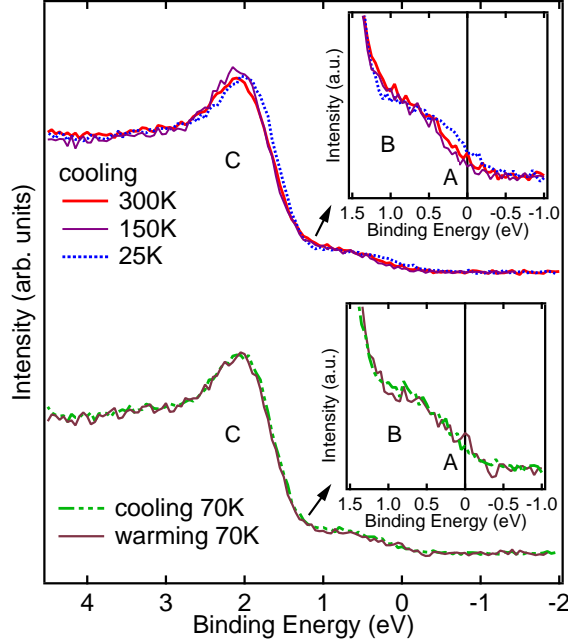 Intensity (arb. units)
C
cooling
300K
150K
25K
Intensity (a.u.)
B
A
1.5 1.0 0.5 0 -0.5 -1.0
Binding Energy (eV)
C
cooling 70K
warming 70K
Intensity (a.u.)
B
A
1.5 1.0 0.5 0 -0.5 -1.0
Binding Energy (eV)
4 3 2 1 0 -1 -2
Binding Energy (eV)